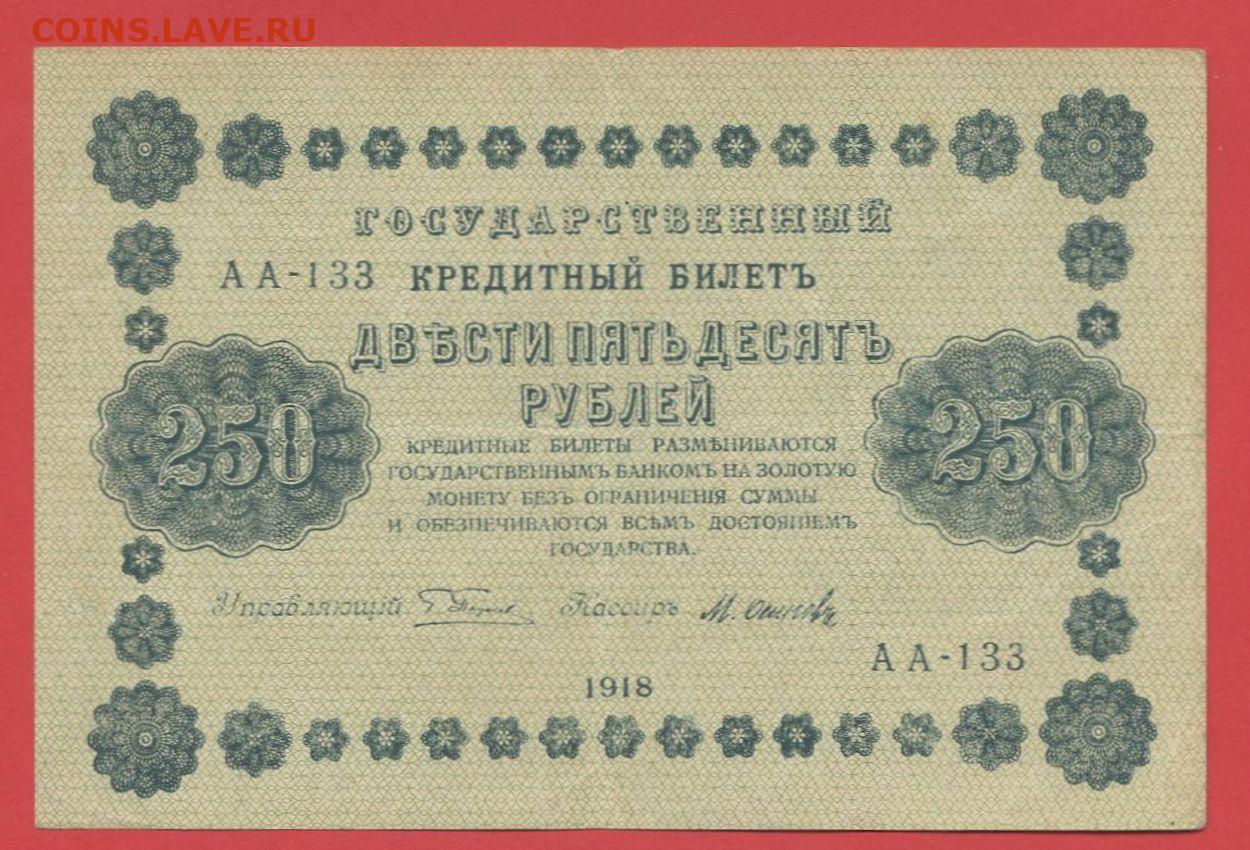 COINS.LAVE.RU
ГОСУДАРСТВЕННЫЙ
АА-133 КРЕДИТНЫЙ БИЛЕТЪ
ДВѢСТИ ПЯТЬДЕСЯТЪ
РУБЛЕЙ
250 250
КРЕДИТНЫЕ БИЛЕТЫ РАЗМѢНИВАЮТСЯ
ГОСУДАРСТВЕННЫМЪ БАНКОМЪ НА ЗОЛОТУЮ
МОНЕТУ БЕЗЪ ОГРАНИЧЕНІЯ СУММЫ
И ОБЕЗПЕЧИВАЮТСЯ ВСѢМЪ ДОСТОЯНІЕМЪ
ГОСУДАРСТВА.
Управляющій Кассиръ М. Осиповъ
АА-133
1918